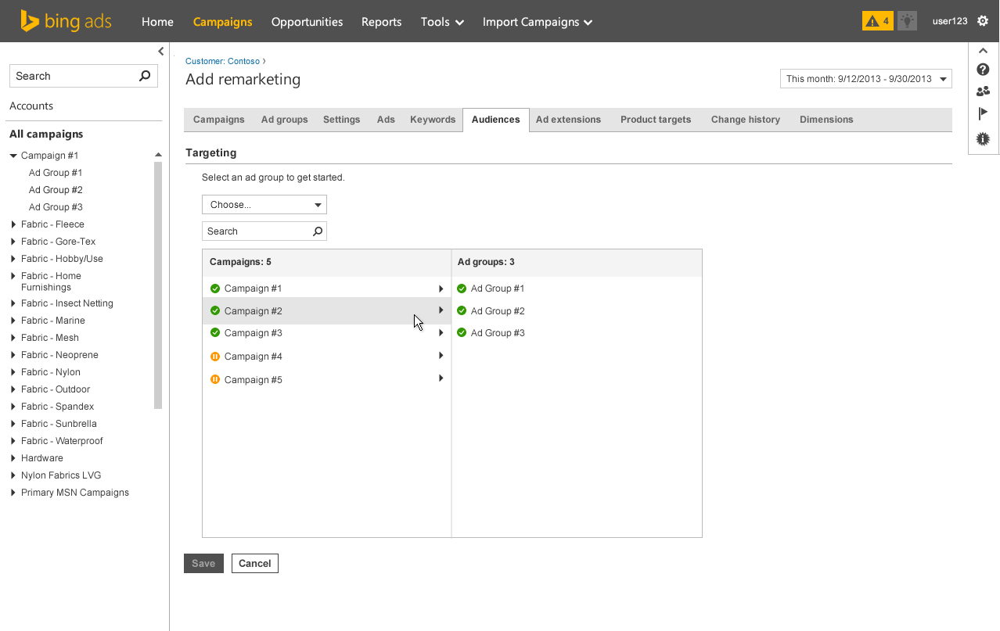 bing ads
Home Campaigns Opportunities Reports Tools Import Campaigns
4
user123
Search
Accounts
All campaigns
Campaign #1
Ad Group #1
Ad Group #2
Ad Group #3
Fabric - Fleece
Fabric - Gore-Tex
Fabric - Hobby/Use
Fabric - Home
Furnishings
Fabric - Insect Netting
Fabric - Marine
Fabric - Mesh
Fabric - Neoprene
Fabric - Nylon
Fabric - Outdoor
Fabric - Spandex
Fabric - Sunbrella
Fabric - Waterproof
Hardware
Nylon Fabrics LVG
Primary MSN Campaigns
Customer: Contoso ›
Add remarketing
This month: 9/12/2013 - 9/30/2013
Campaigns Ad groups Settings Ads Keywords Audiences Ad extensions Product targets Change history Dimensions
Targeting
Select an ad group to get started.
Choose...
Search
Campaigns: 5
Campaign #1
Campaign #2
Campaign #3
Campaign #4
Campaign #5
Ad groups: 3
Ad Group #1
Ad Group #2
Ad Group #3
Save Cancel